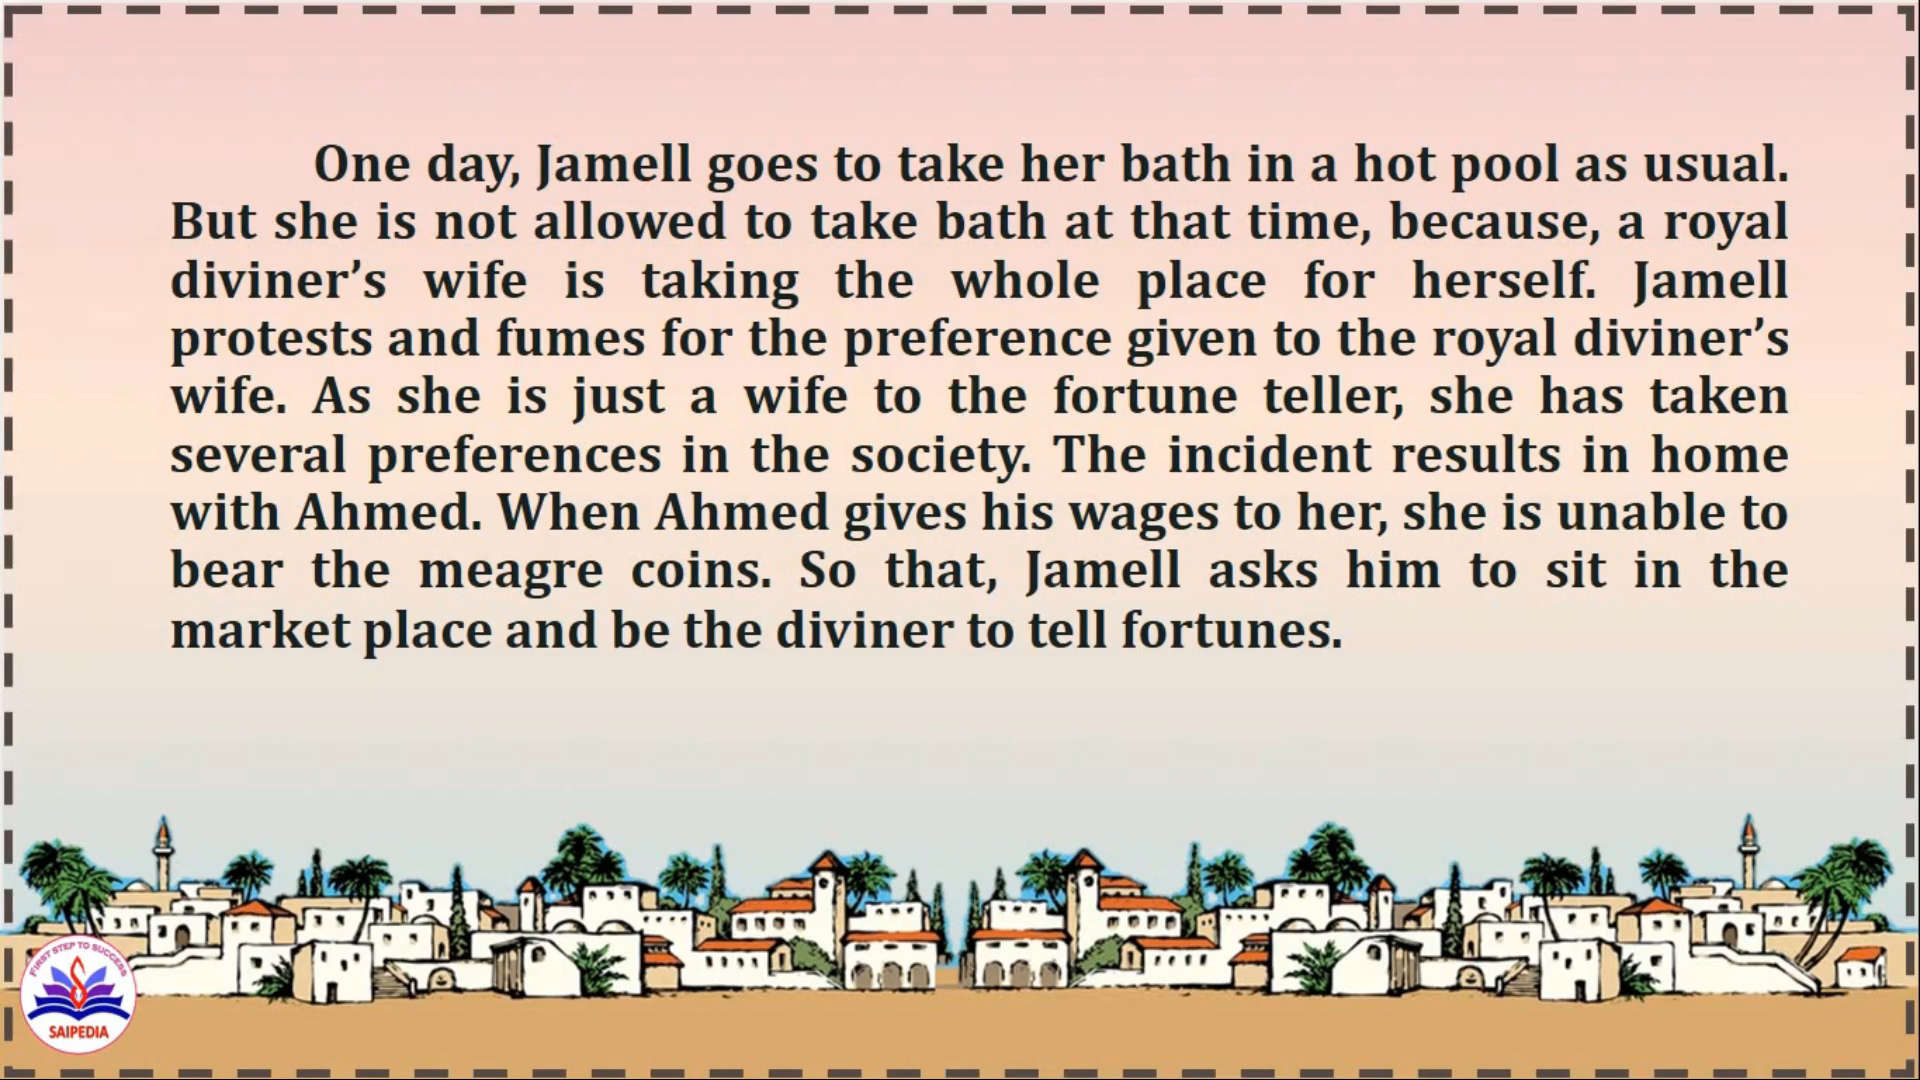 One day, Jamell goes to take her bath in a hot pool as usual.
But she is not allowed to take bath at that time, because, a royal
diviner’s wife is taking the whole place for herself. Jamell
protests and fumes for the preference given to the royal diviner’s
wife. As she is just a wife to the fortune teller, she has taken
several preferences in the society. The incident results in home
with Ahmed. When Ahmed gives his wages to her, she is unable to
bear the meagre coins. So that, Jamell asks him to sit in the
market place and be the diviner to tell fortunes.
FIRST STEP TO SUCCESS
SAIPEDIA